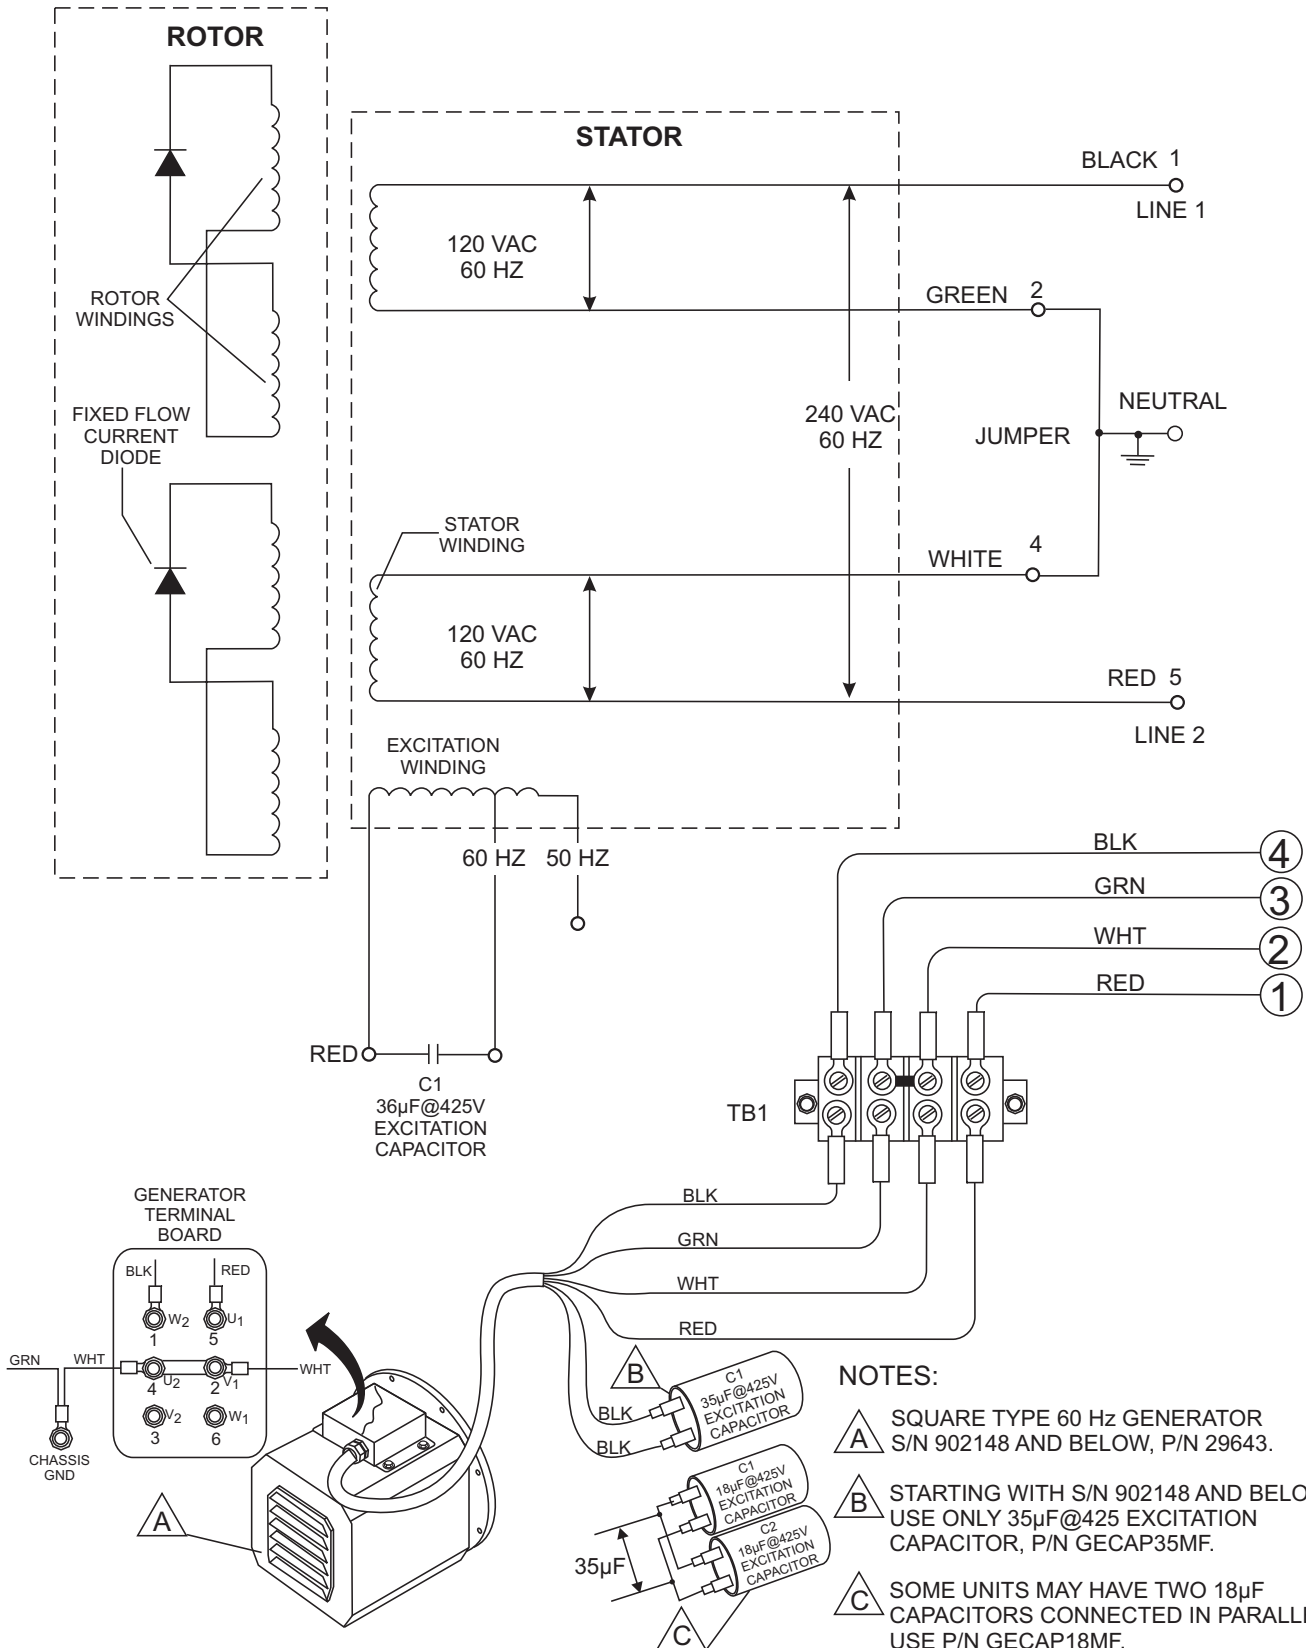 ROTOR
STATOR
BLACK 1
LINE 1
120 VAC
60 HZ
GREEN 2
ROTOR
WINDINGS
FIXED FLOW
CURRENT
DIODE
240 VAC
60 HZ
JUMPER
NEUTRAL
STATOR
WINDING
WHITE 4
120 VAC
60 HZ
RED 5
LINE 2
EXCITATION
WINDING
60 HZ 50 HZ
BLK 4
GRN 3
WHT 2
RED 1
RED
C1
36µF@425V
EXCITATION
CAPACITOR
TB1
GENERATOR
TERMINAL
BOARD
BLK RED
W2 U1
1 5
GRN WHT WHT
4 U2 2 V1
V2 W1
3 6
CHASSIS
GND
BLK
GRN
WHT
RED
B
BLK
BLK
C1
35µF@425V
EXCITATION
CAPACITOR
C1
18µF@425V
EXCITATION
CAPACITOR
C2
18µF@425V
EXCITATION
CAPACITOR
35µF
A
C
NOTES:
A SQUARE TYPE 60 Hz GENERATOR
S/N 902148 AND BELOW, P/N 29643.
B STARTING WITH S/N 902148 AND BELO
USE ONLY 35µF@425 EXCITATION
CAPACITOR, P/N GECAP35MF.
C SOME UNITS MAY HAVE TWO 18µF
CAPACITORS CONNECTED IN PARALLE
USE P/N GECAP18MF.